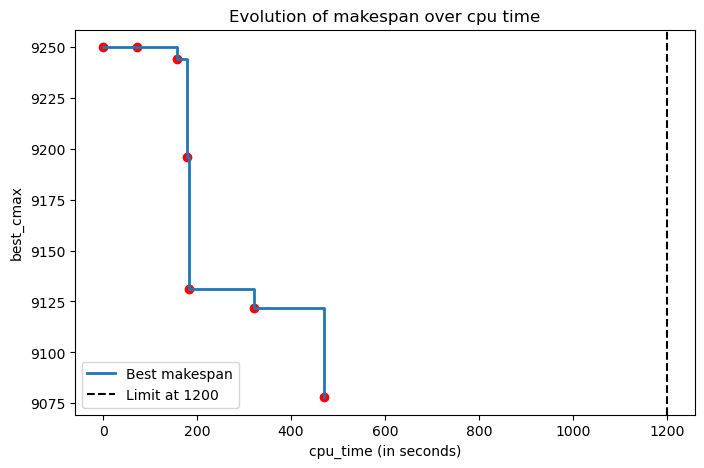 Evolution of makespan over cpu time
best_cmax
9250
9225
9200
9175
9150
9125
9100
9075
Best makespan
Limit at 1200
0 200 400 600 800 1000 1200
cpu_time (in seconds)